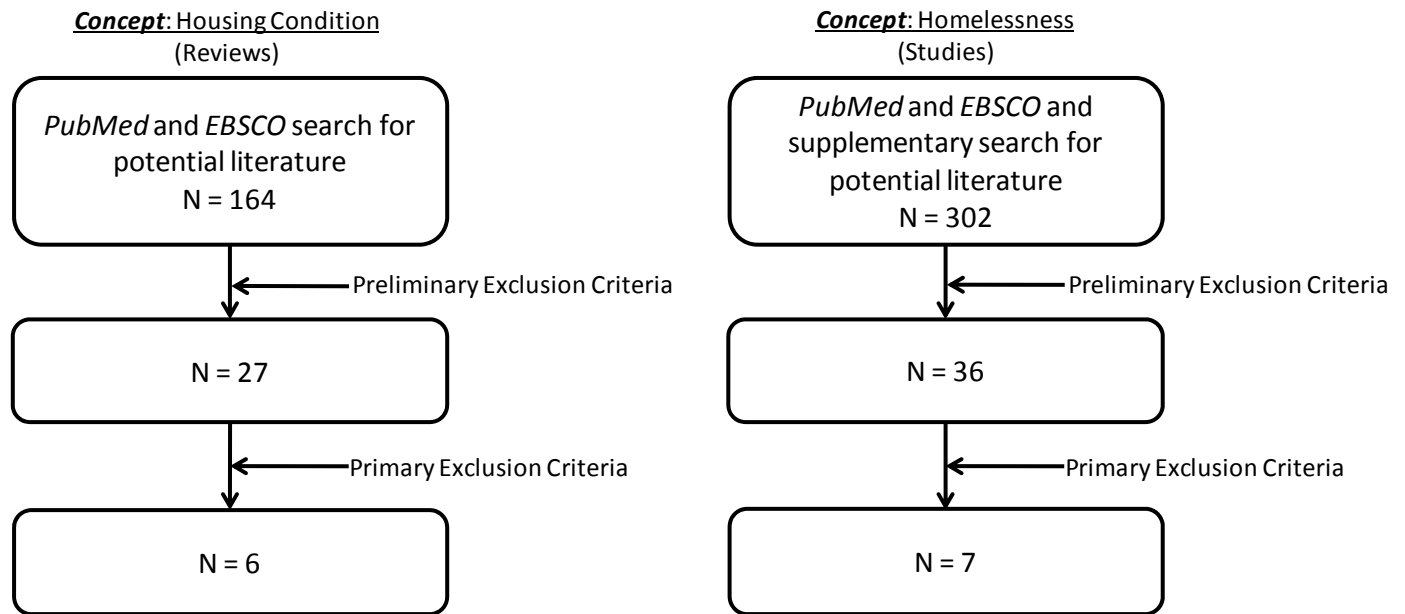 Concept: Housing Condition
(Reviews)
PubMed and EBSCO search for
potential literature
N = 164
Preliminary Exclusion Criteria
N = 27
Primary Exclusion Criteria
N = 6
Concept: Homelessness
(Studies)
PubMed and EBSCO and
supplementary search for
potential literature
N = 302
Preliminary Exclusion Criteria
N = 36
Primary Exclusion Criteria
N = 7